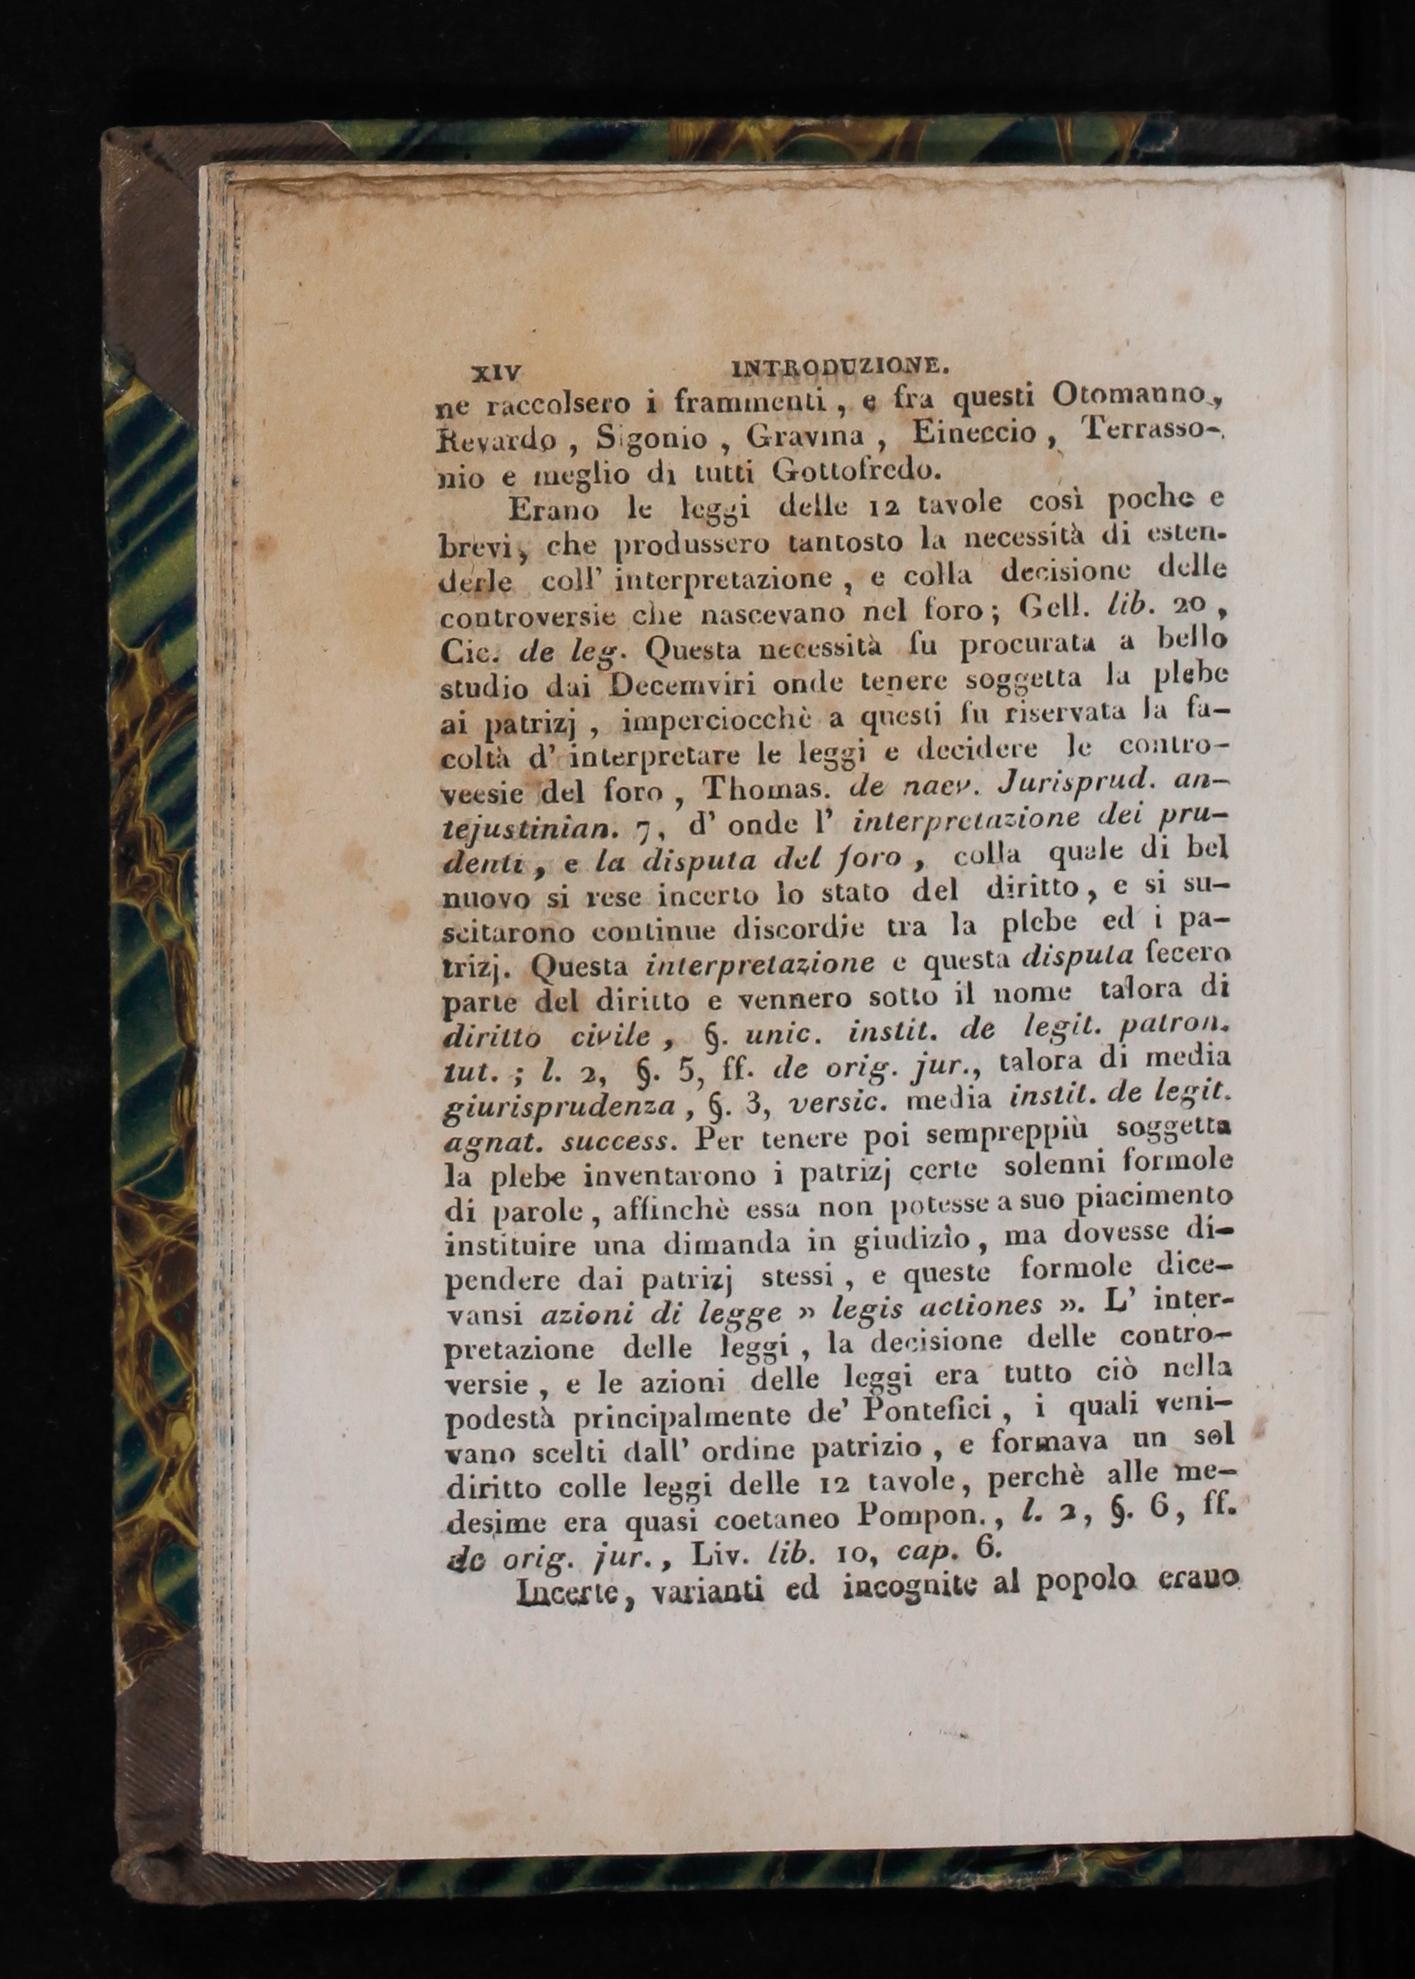 XIV INTRODUZIONE.
ne raccolsero i frammenti, e fra questi Otomanno,
Revardo, Sigonio, Gravina, Eineccio, Terrasso-
nio e meglio di tutti Gottofredo.
Erano le leggi delle 12 tavole così poche e
brevi, che produssero tantosto la necessità di esten-
derle coll' interpretazione, e colla decisione delle
controversie che nascevano nel foro; Gell. lib. 20,
Cic. de leg. Questa necessità fu procurata a bello
studio dai Decemviri onde tenere soggetta la plebe
ai patrizj, imperciocchè a questi fu riservata la fa-
coltà d' interpretare le leggi e decidere le contro-
veesie del foro, Thomas. de naev. Jurisprud. an-
tejustinian. 7, d' onde l' interpretazione dei pru-
denti, e la disputa del foro, colla quale di bel
nuovo si rese incerto lo stato del diritto, e si su-
scitarono continue discordie tra la plebe ed i pa-
trizj. Questa interpretazione e questa disputa fecero
parte del diritto e vennero sotto il nome talora di
diritto civile, §. unic. instit. de legit. patron.
tut.; l. 2, §. 5, ff. de orig. jur., talora di media
giurisprudenza, §. 3, versic. media instit. de legit.
agnat. success. Per tenere poi sempreppiù soggetta
la plebe inventarono i patrizj certe solenni formole
di parole, affinchè essa non potesse a suo piacimento
instituire una dimanda in giudizìo, ma dovesse di-
pendere dai patrizj stessi, e queste formole dice-
vansi azioni di legge » legis actiones ». L' inter-
pretazione delle leggi, la decisione delle contro-
versie, e le azioni delle leggi era tutto ciò nella
podestà principalmente de' Pontefici, i quali veni-
vano scelti dall' ordine patrizio, e formava un sol
diritto colle leggi delle 12 tavole, perchè alle me-
desime era quasi coetaneo Pompon., l. 2, §. 6, ff.
de orig. jur., Liv. lib. 10, cap. 6.
Incerte, varianti ed incognite al popolo erano